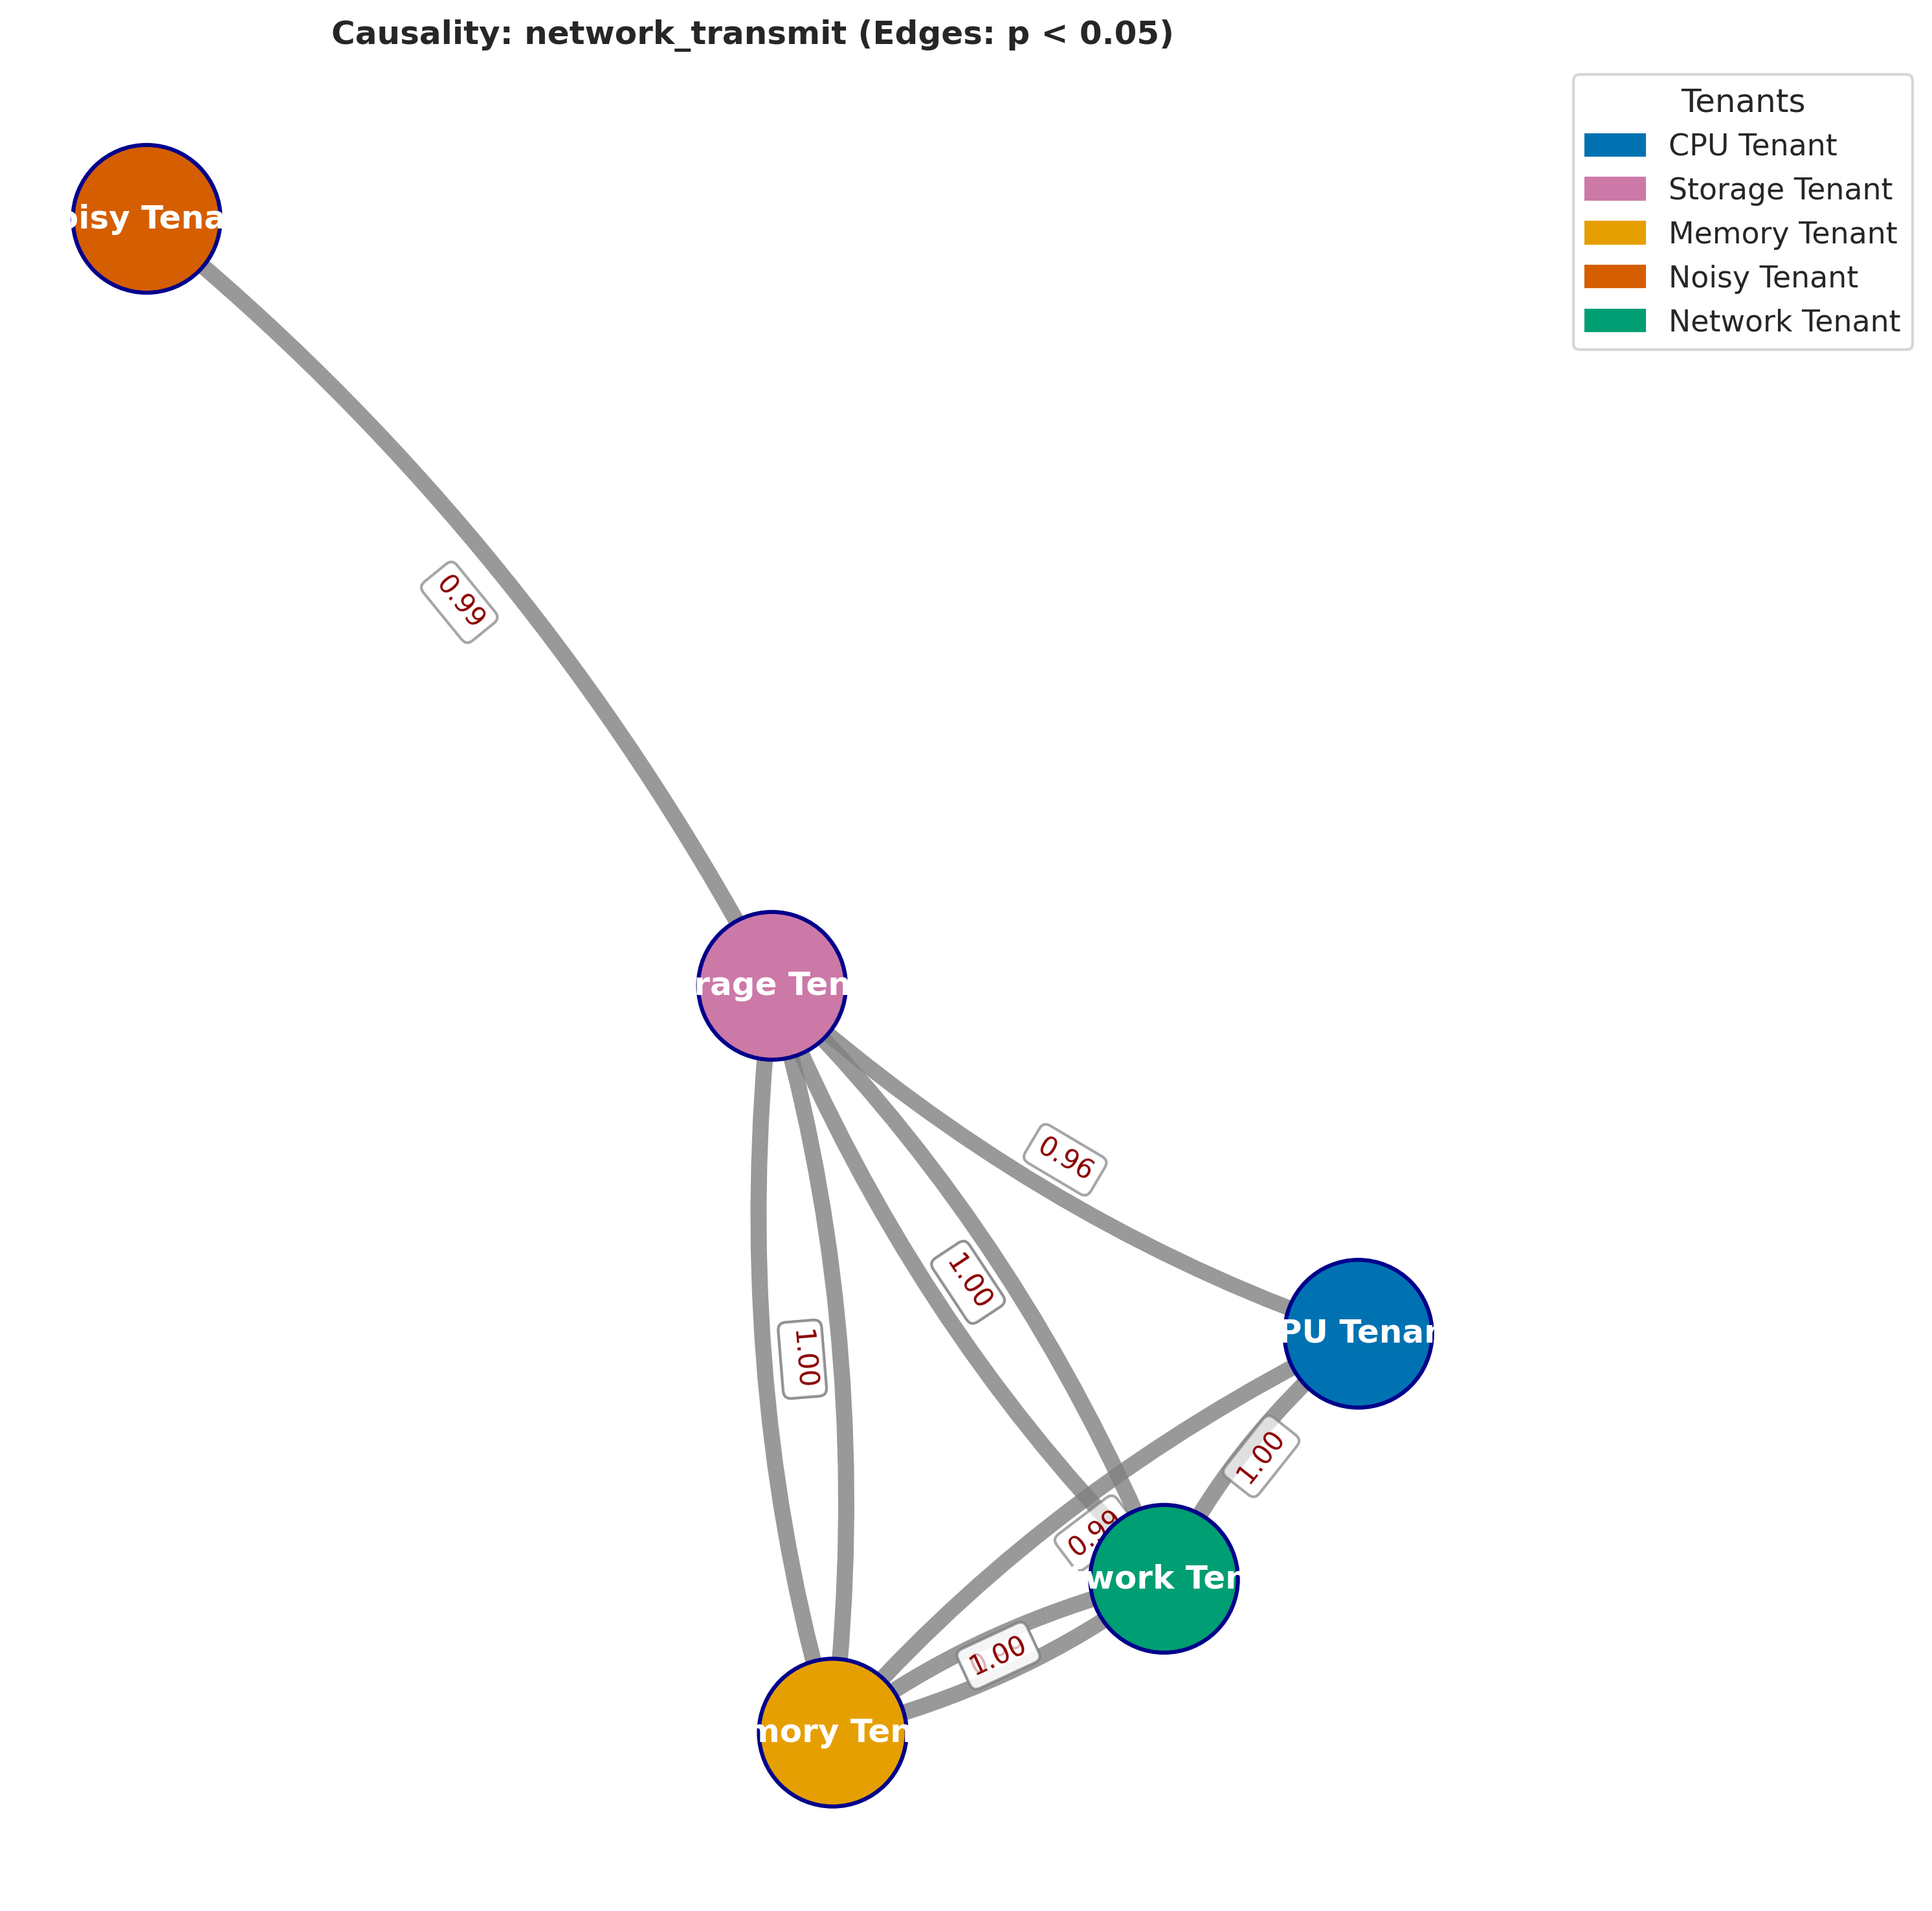 Causality: network_transmit (Edges: p < 0.05)
Tenants
CPU Tenant
Storage Tenant
Memory Tenant
Noisy Tenant
Network Tenant
oisy Tena
0.99
rage Ten
0.96
1.00
1.00
PU Tenar
1.00
0.99
work Ten
1.00
mory Ten